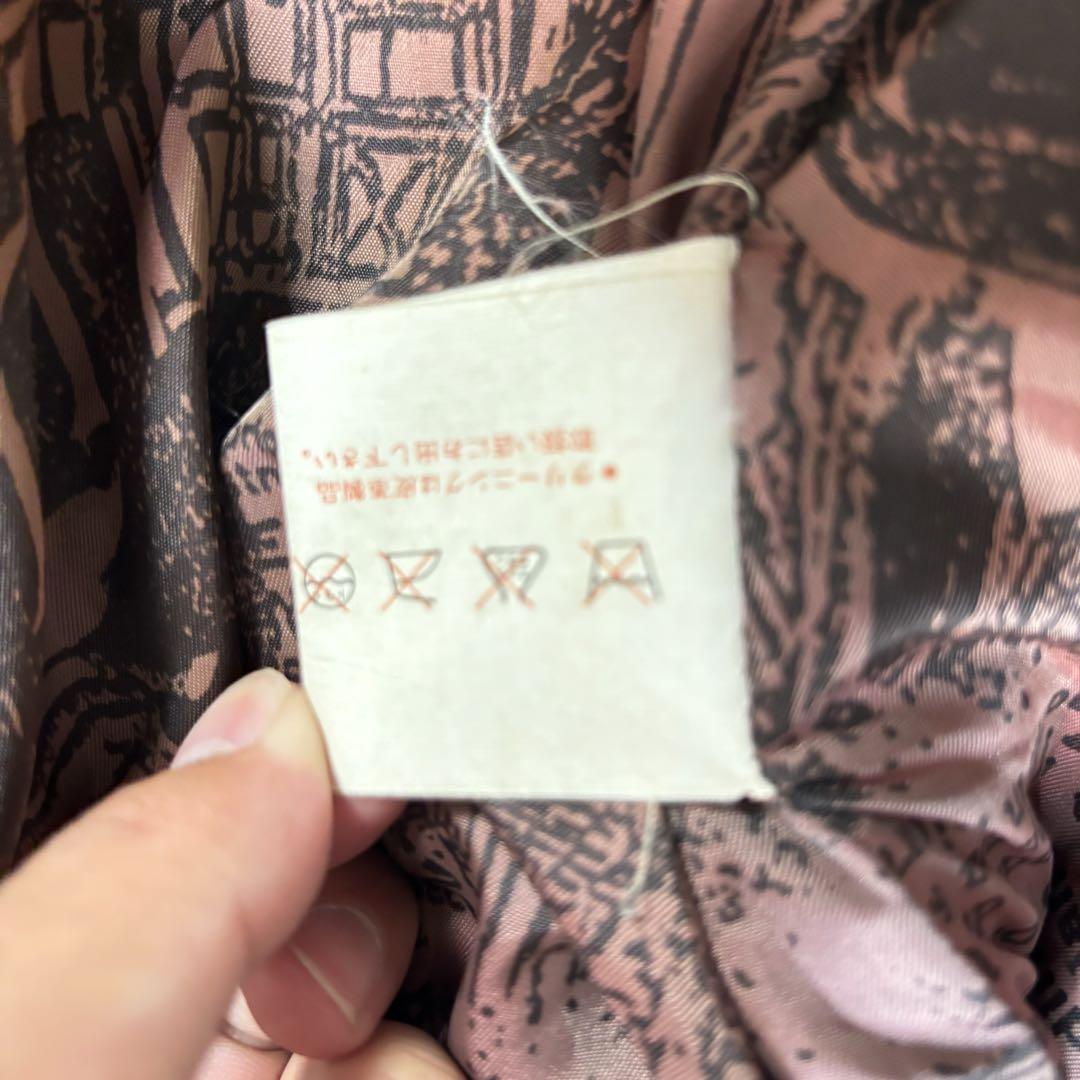 ●クリーニングは皮革製品
取扱い店にお出し下さい。